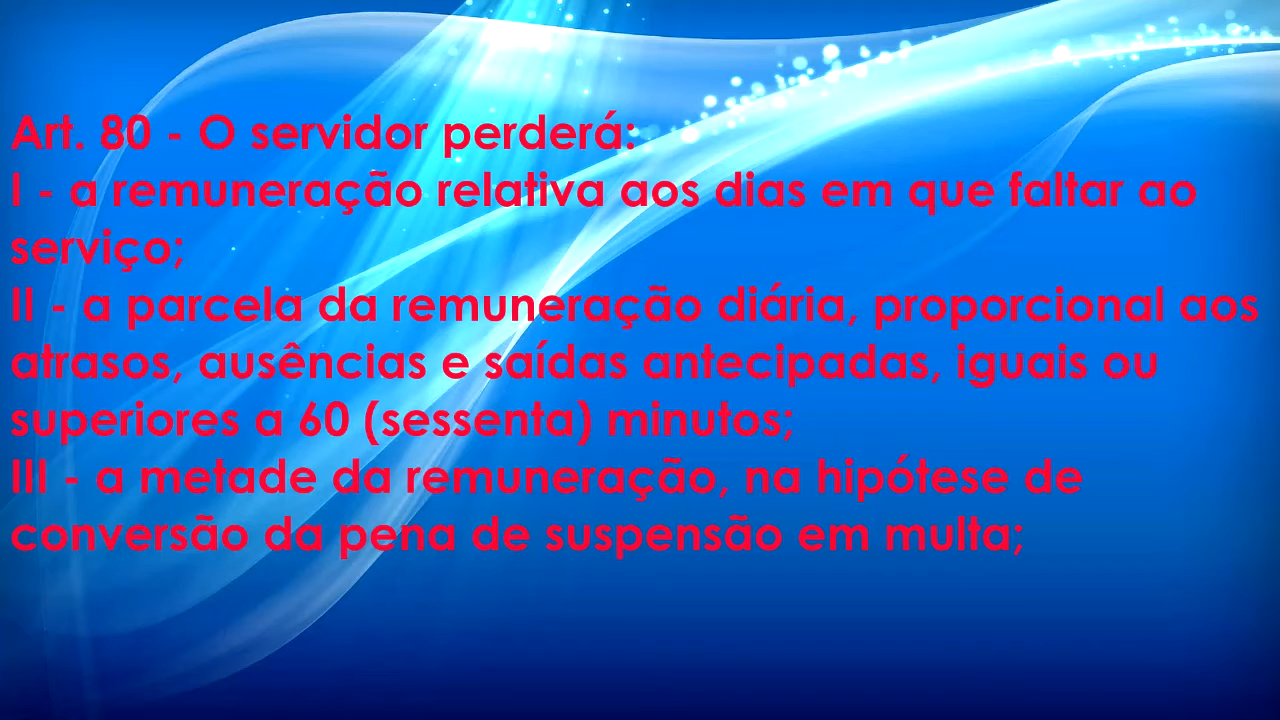 Art. 80 - O servidor perderá:
I - a remuneração relativa aos dias em que faltar ao
serviço;
II - a parcela da remuneração diária, proporcional aos
atrasos, ausências e saídas antecipadas, iguais ou
superiores a 60 (sessenta) minutos;
III - a metade da remuneração, na hipótese de
conversão da pena de suspensão em multa;